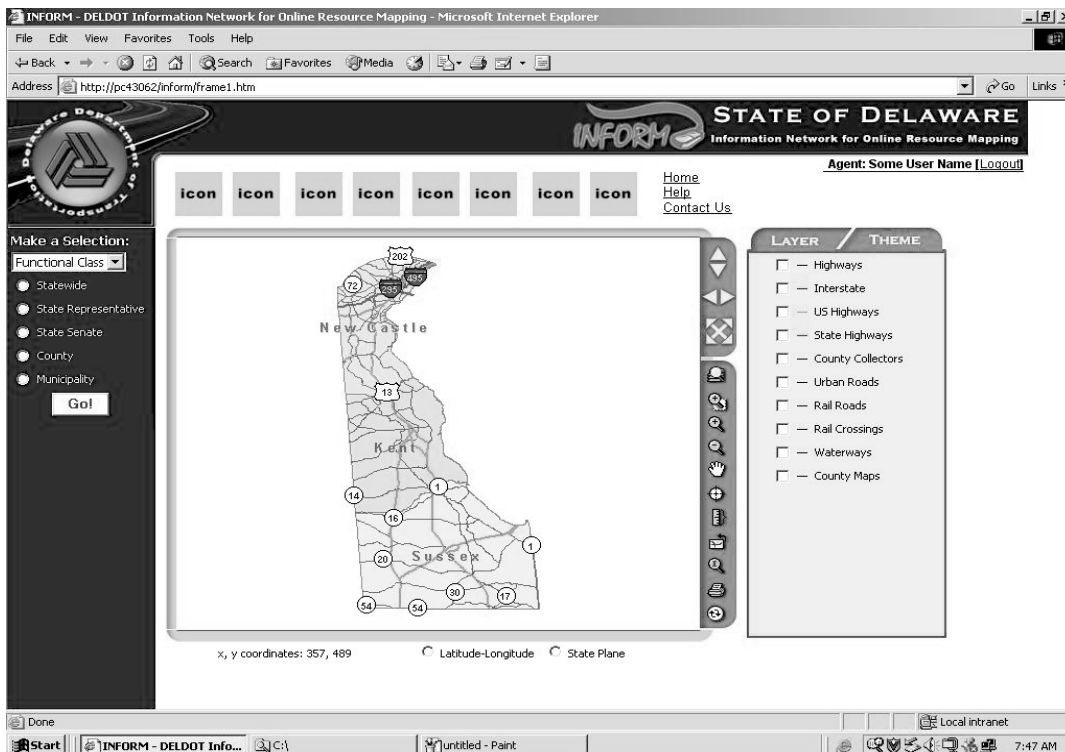 INFORM - DELDOT Information Network for Online Resource Mapping - Microsoft Internet Explorer
File Edit View Favorites Tools Help
Back Search Favorites Media
Address http://pc43062/inform/frame1.htm Go Links
Delaware Department of Transportation
INFORM
STATE OF DELAWARE
Information Network for Online Resource Mapping
Agent: Some User Name [Logout]
icon icon icon icon icon icon icon icon
Home
Help
Contact Us
Make a Selection:
Functional Class
Statewide
State Representative
State Senate
County
Municipality
Go!
202
495
295
72
New Castle
13
Kent
14
1
16
1
20
Sussex
30
17
54
54
LAYER / THEME
Highways
Interstate
US Highways
State Highways
County Collectors
Urban Roads
Rail Roads
Rail Crossings
Waterways
County Maps
x, y coordinates: 357, 489 Latitude-Longitude State Plane
Done Local intranet
Start INFORM - DELDOT Info... C:\ untitled - Paint 7:47 AM